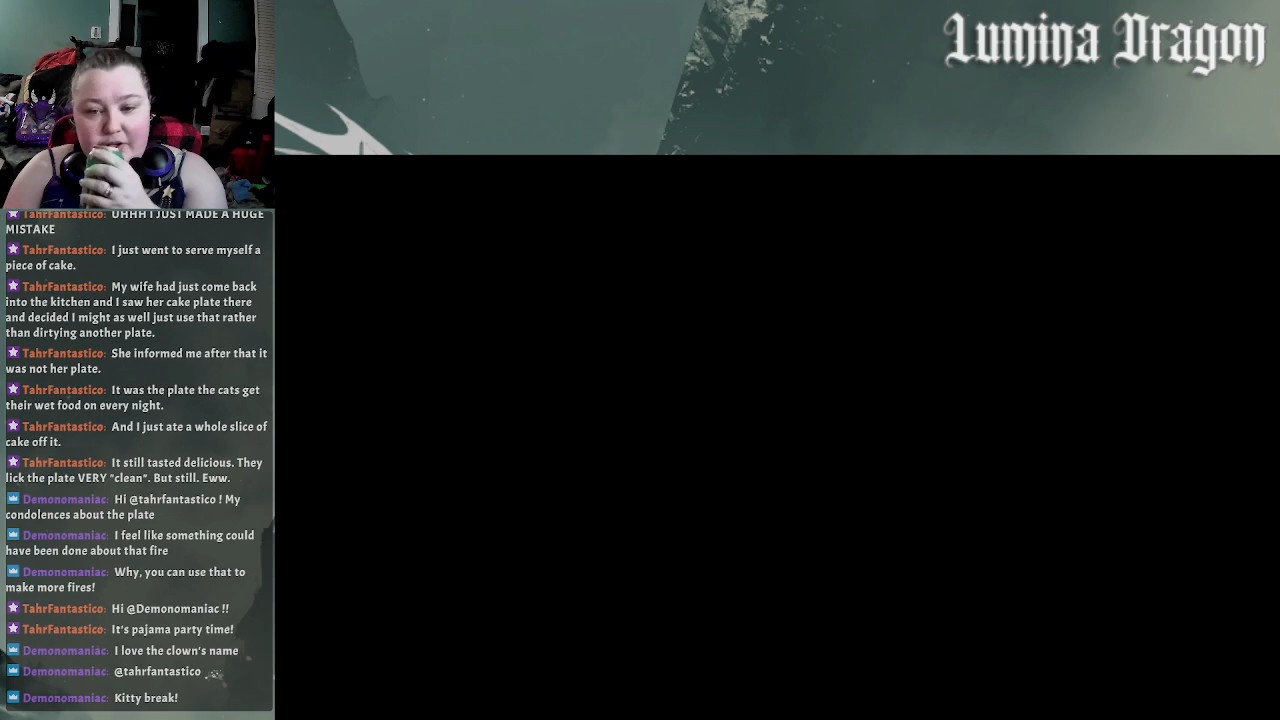 Lumina Dragon
TahrFantastico: UHHH I JUST MADE A HUGE
MISTAKE
TahrFantastico: I just went to serve myself a
piece of cake.
TahrFantastico: My wife had just come back
into the kitchen and I saw her cake plate there
and decided I might as well just use that rather
than dirtying another plate.
TahrFantastico: She informed me after that it
was not her plate.
TahrFantastico: It was the plate the cats get
their wet food on every night.
TahrFantastico: And I just ate a whole slice of
cake off it.
TahrFantastico: It still tasted delicious. They
lick the plate VERY "clean". But still. Eww.
Demonomaniac: Hi @tahrfantastico ! My
condolences about the plate
Demonomaniac: I feel like something could
have been done about that fire
Demonomaniac: Why, you can use that to
make more fires!
TahrFantastico: Hi @Demonomaniac !!
TahrFantastico: It's pajama party time!
Demonomaniac: I love the clown's name
Demonomaniac: @tahrfantastico
Demonomaniac: Kitty break!